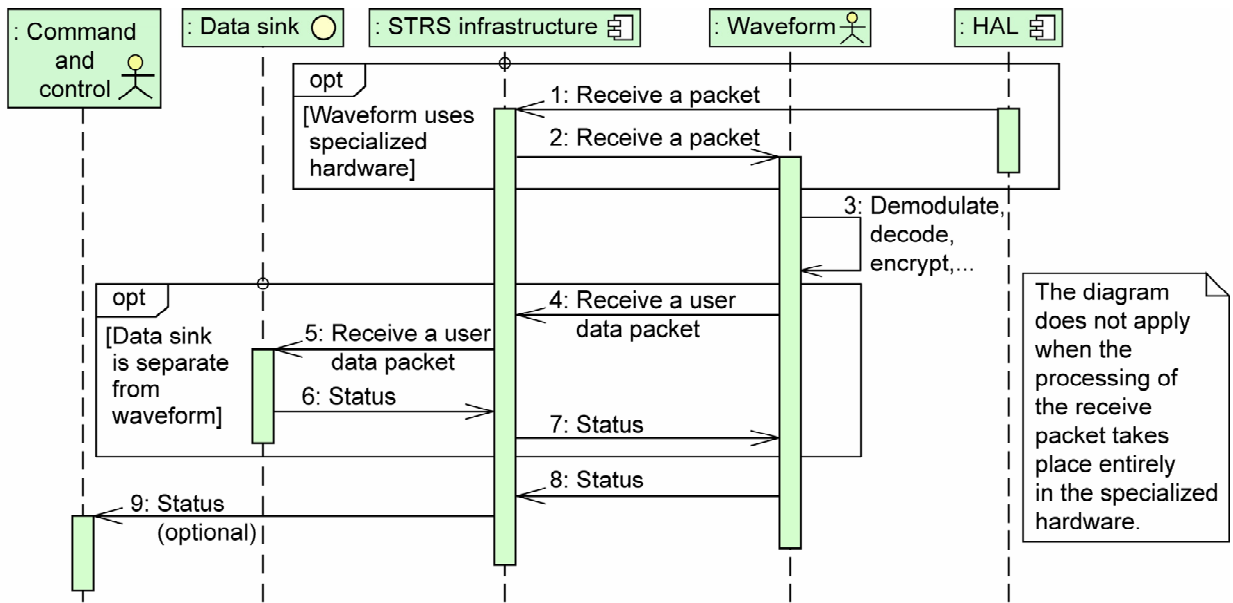 : Command
and
control
: Data sink
: STRS infrastructure
: Waveform
: HAL
opt
[Waveform uses
specialized
hardware]
1: Receive a packet
2: Receive a packet
3: Demodulate,
decode,
encrypt,...
opt
[Data sink
is separate
from
waveform]
4: Receive a user
data packet
5: Receive a user
data packet
6: Status
7: Status
8: Status
9: Status
(optional)
The diagram
does not apply
when the
processing of
the receive
packet takes
place entirely
in the specialized
hardware.